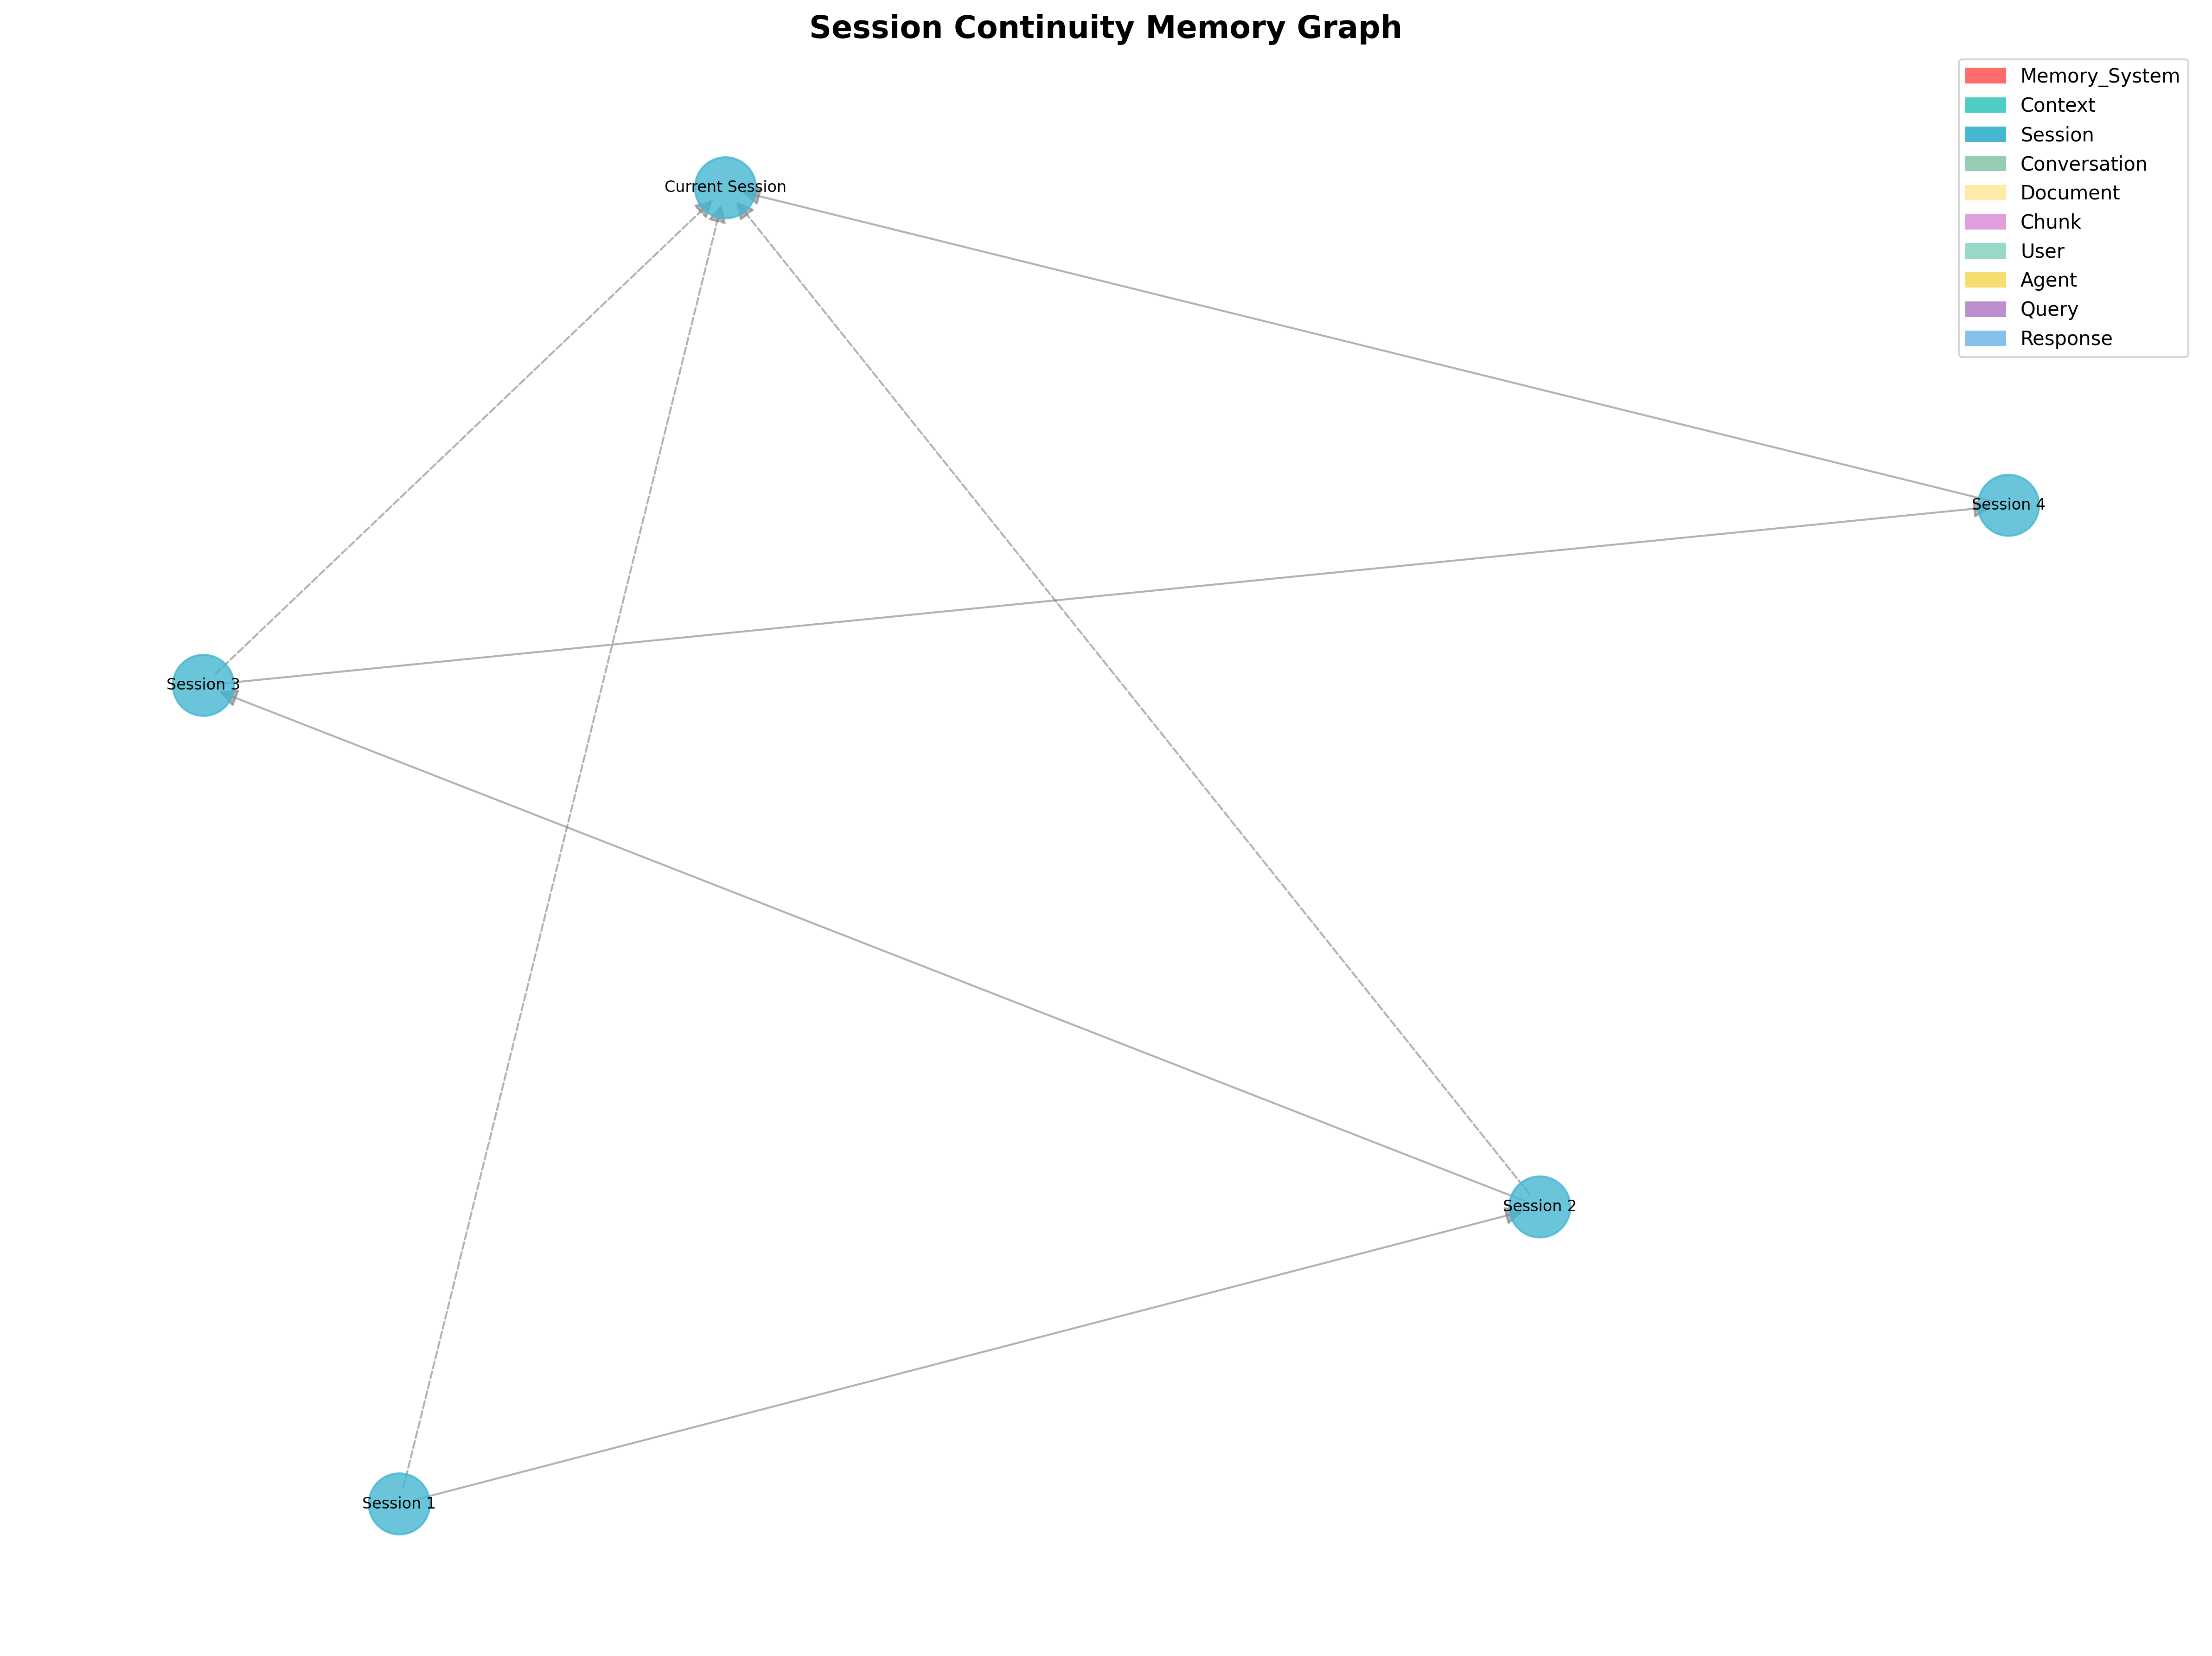 Session Continuity Memory Graph
Memory_System
Context
Session
Conversation
Document
Chunk
User
Agent
Query
Response
Current Session
Session 4
Session 3
Session 2
Session 1